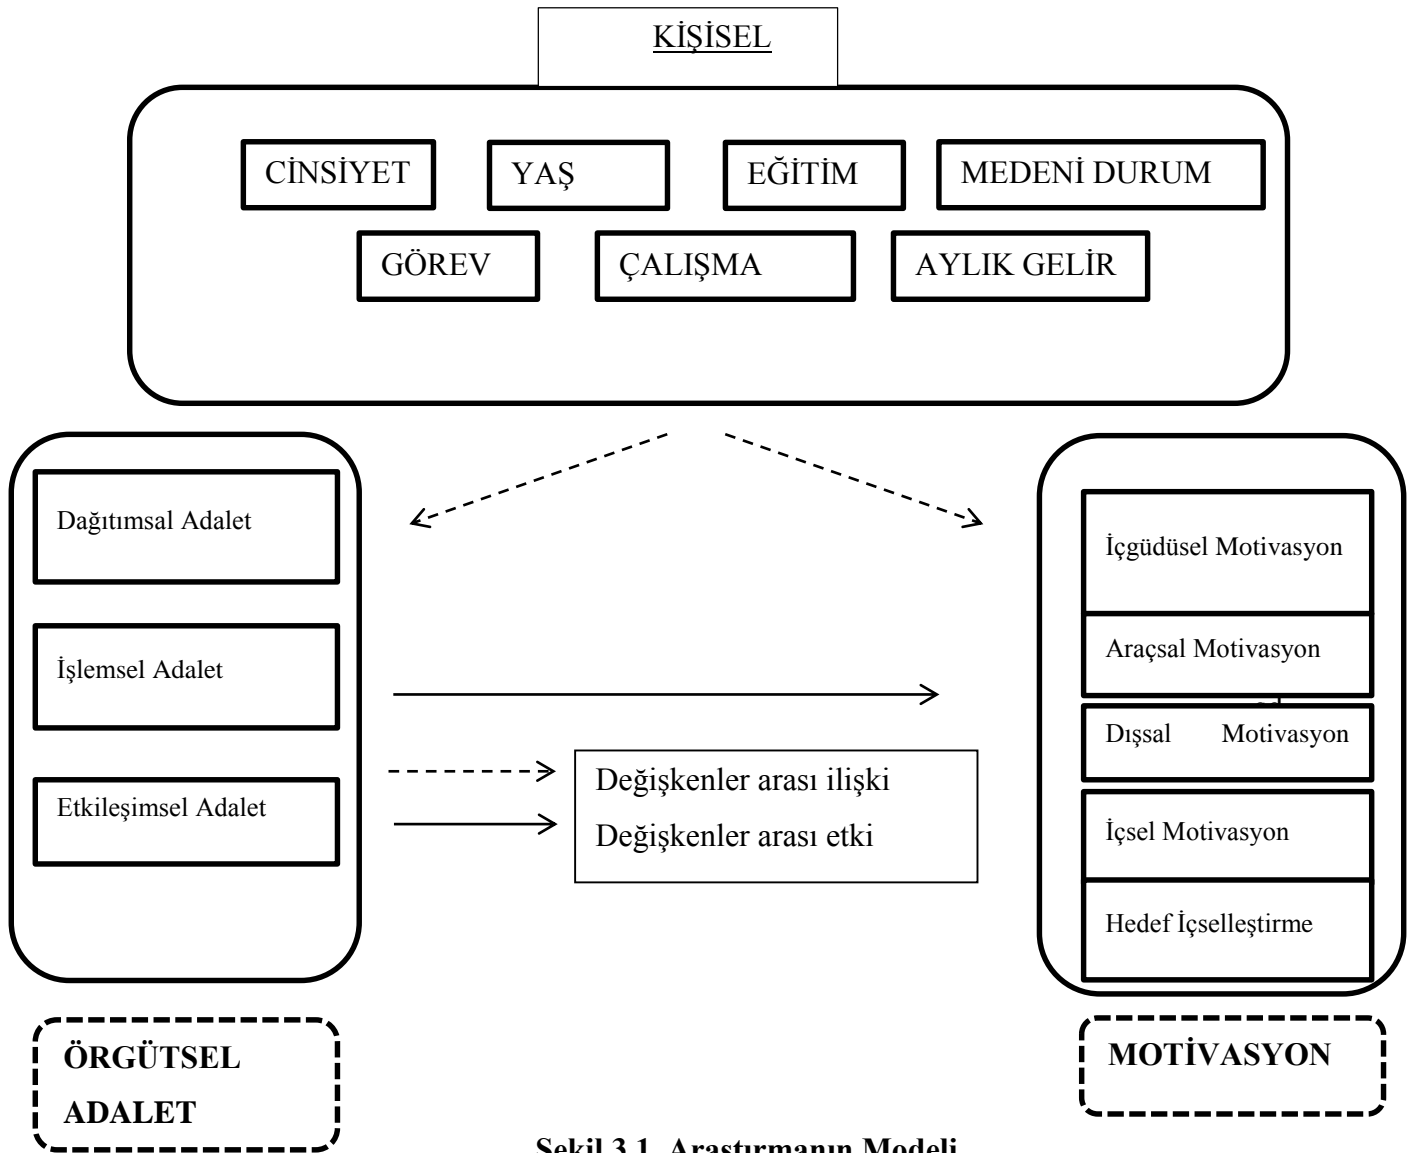 KİŞİSEL
CİNSİYET
YAŞ
EĞİTİM
MEDENİ DURUM
GÖREV
ÇALIŞMA
AYLIK GELİR
Dağıtımsal Adalet
İşlemsel Adalet
Etkileşimsel Adalet
Değişkenler arası ilişki
Değişkenler arası etki
İçgüdüsel Motivasyon
Araçsal Motivasyon
Dışsal Motivasyon
İçsel Motivasyon
Hedef İçselleştirme
ÖRGÜTSEL
ADALET
MOTİVASYON
Şekil 3.1. Araştırmanın Modeli